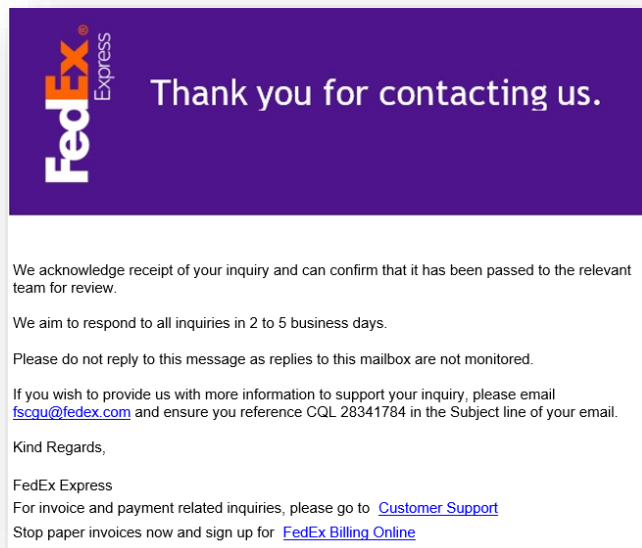 FedEx®
Express
Thank you for contacting us.
We acknowledge receipt of your inquiry and can confirm that it has been passed to the relevant
team for review.
We aim to respond to all inquiries in 2 to 5 business days.
Please do not reply to this message as replies to this mailbox are not monitored.
If you wish to provide us with more information to support your inquiry, please email
fscgu@fedex.com and ensure you reference CQL 28341784 in the Subject line of your email.
Kind Regards,
FedEx Express
For invoice and payment related inquiries, please go to Customer Support
Stop paper invoices now and sign up for FedEx Billing Online